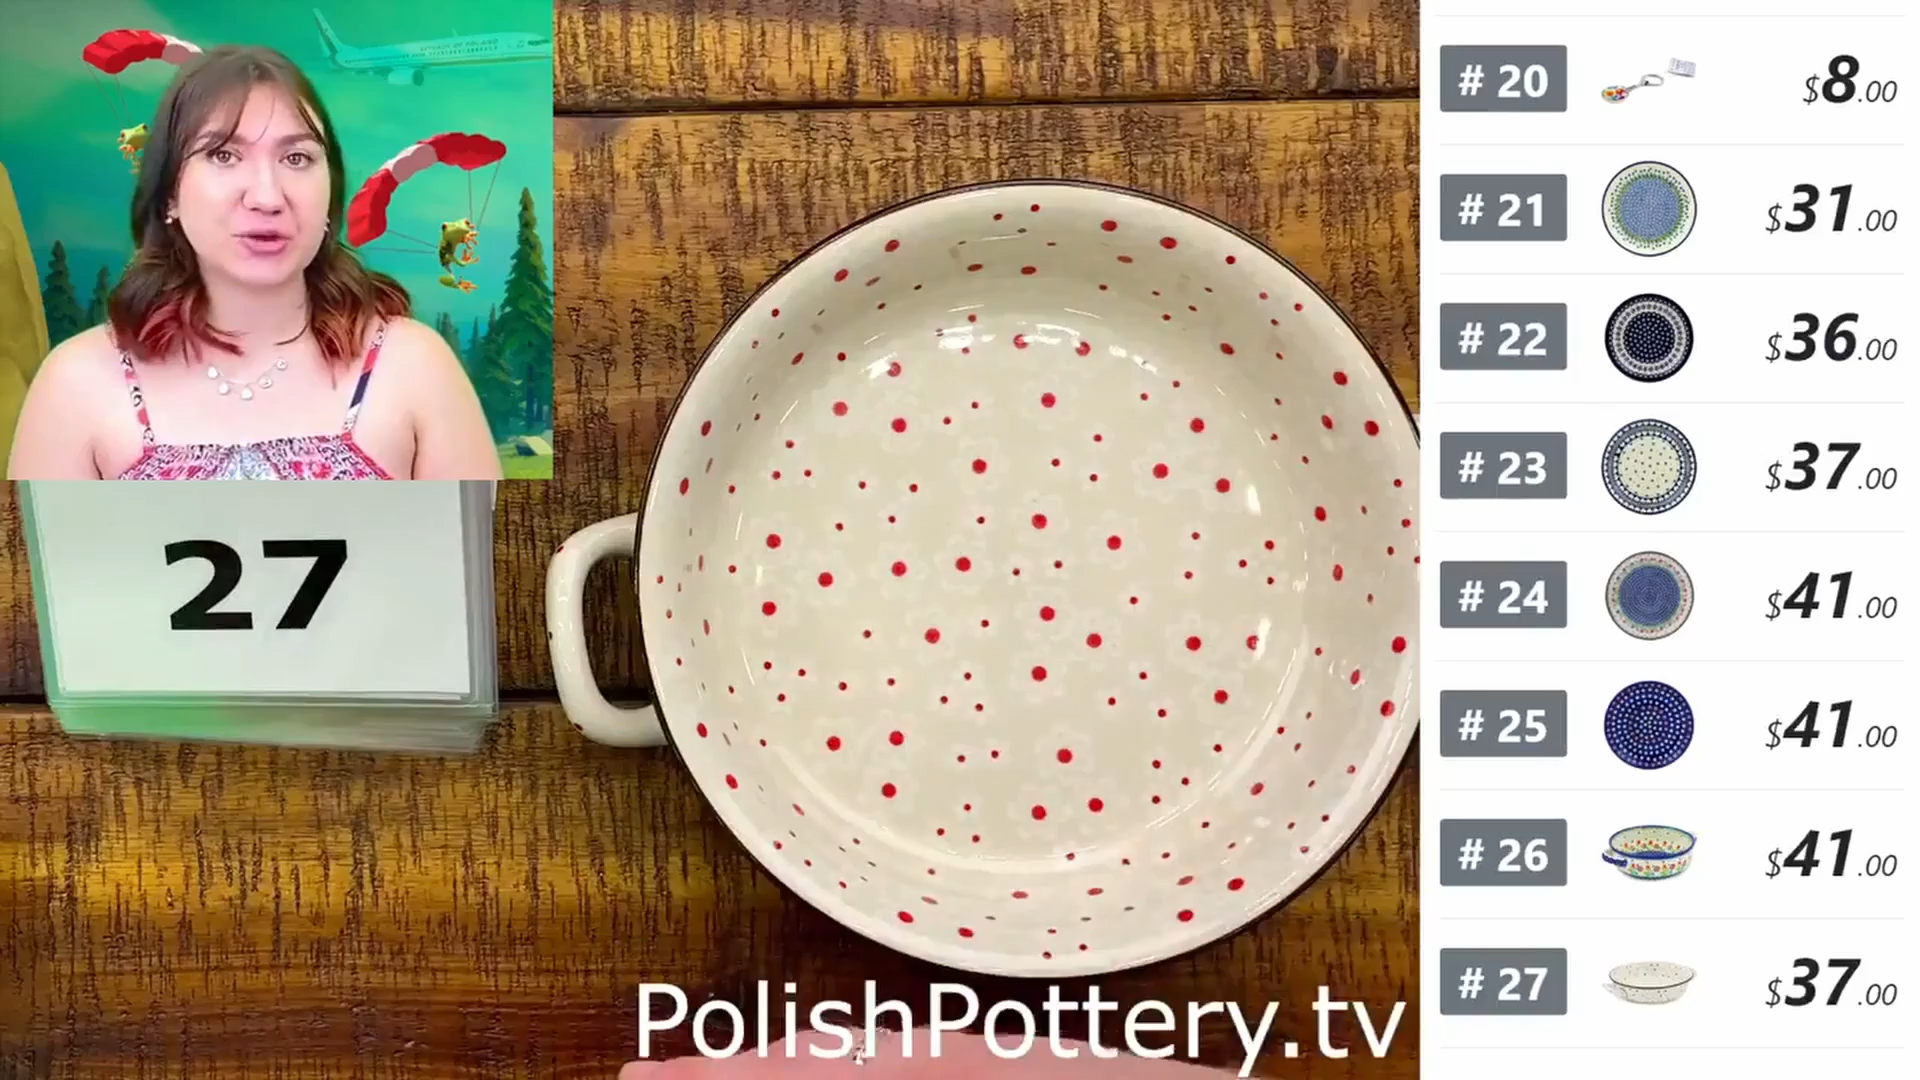 27
PolishPottery.tv
# 20 $8.00
# 21 $31.00
# 22 $36.00
# 23 $37.00
# 24 $41.00
# 25 $41.00
# 26 $41.00
# 27 $37.00